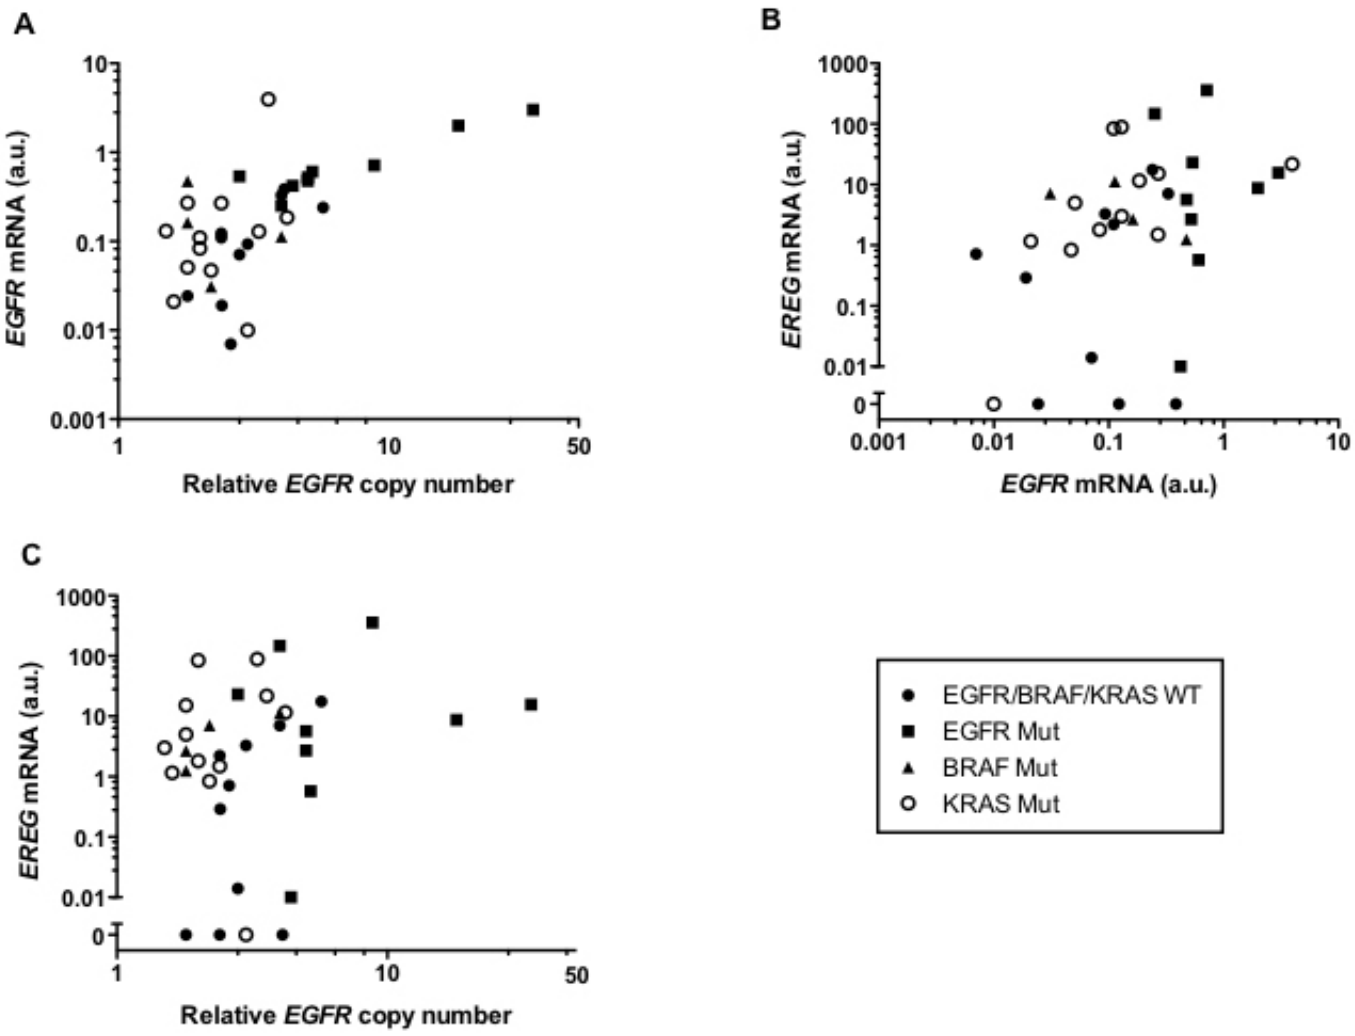 A
10
1
0.1
0.01
0.001
EGFR mRNA (a.u.)
1
10
50
Relative EGFR copy number
B
1000
100
10
1
0.1
0.01
0
EREG mRNA (a.u.)
0.001
0.01
0.1
1
10
EGFR mRNA (a.u.)
C
1000
100
10
1
0.1
0.01
0
EREG mRNA (a.u.)
1
10
50
Relative EGFR copy number
EGFR/BRAF/KRAS WT
EGFR Mut
BRAF Mut
KRAS Mut